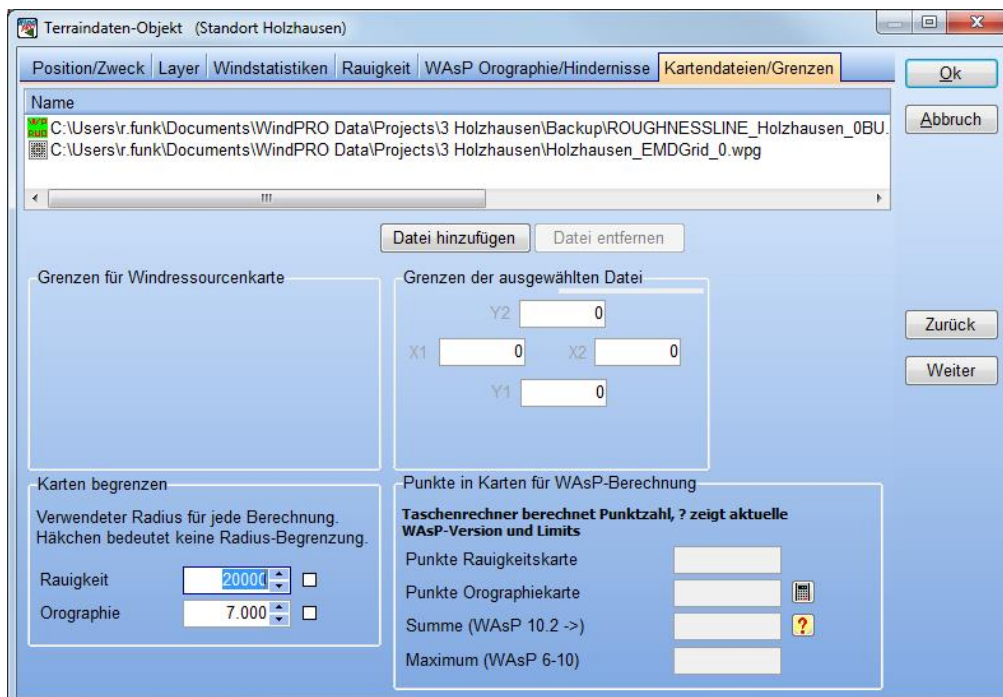 Terraindaten-Objekt (Standort Holzhausen)
Position/Zweck Layer Windstatistiken Rauigkeit WAsP Orographie/Hindernisse Kartendateien/Grenzen
Ok
Abbruch
Name
C:\Users\r.funk\Documents\WindPRO Data\Projects\3 Holzhausen\Backup\ROUGHNESSLINE_Holzhausen_0BU.
C:\Users\r.funk\Documents\WindPRO Data\Projects\3 Holzhausen\Holzhausen_EMDGrid_0.wpg
Datei hinzufügen Datei entfernen
Grenzen für Windressourcenkarte
Grenzen der ausgewählten Datei
Y2 0
X1 0 X2 0
Y1 0
Zurück
Weiter
Karten begrenzen
Verwendeter Radius für jede Berechnung.
Häkchen bedeutet keine Radius-Begrenzung.
Rauigkeit 20000
Orographie 7.000
Punkte in Karten für WAsP-Berechnung
Taschenrechner berechnet Punktzahl, ? zeigt aktuelle
WAsP-Version und Limits
Punkte Rauigkeitskarte
Punkte Orographiekarte
Summe (WAsP 10.2 ->)
?
Maximum (WAsP 6-10)